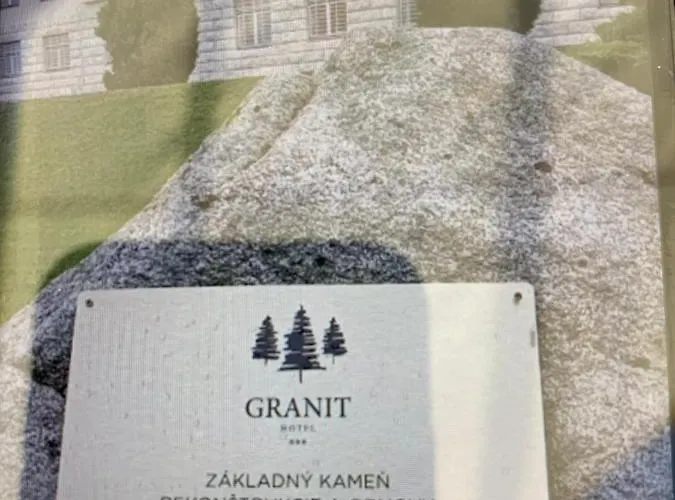 GRANIT
HOTEL
***
ZÁKLADNÝ KAMEŇ